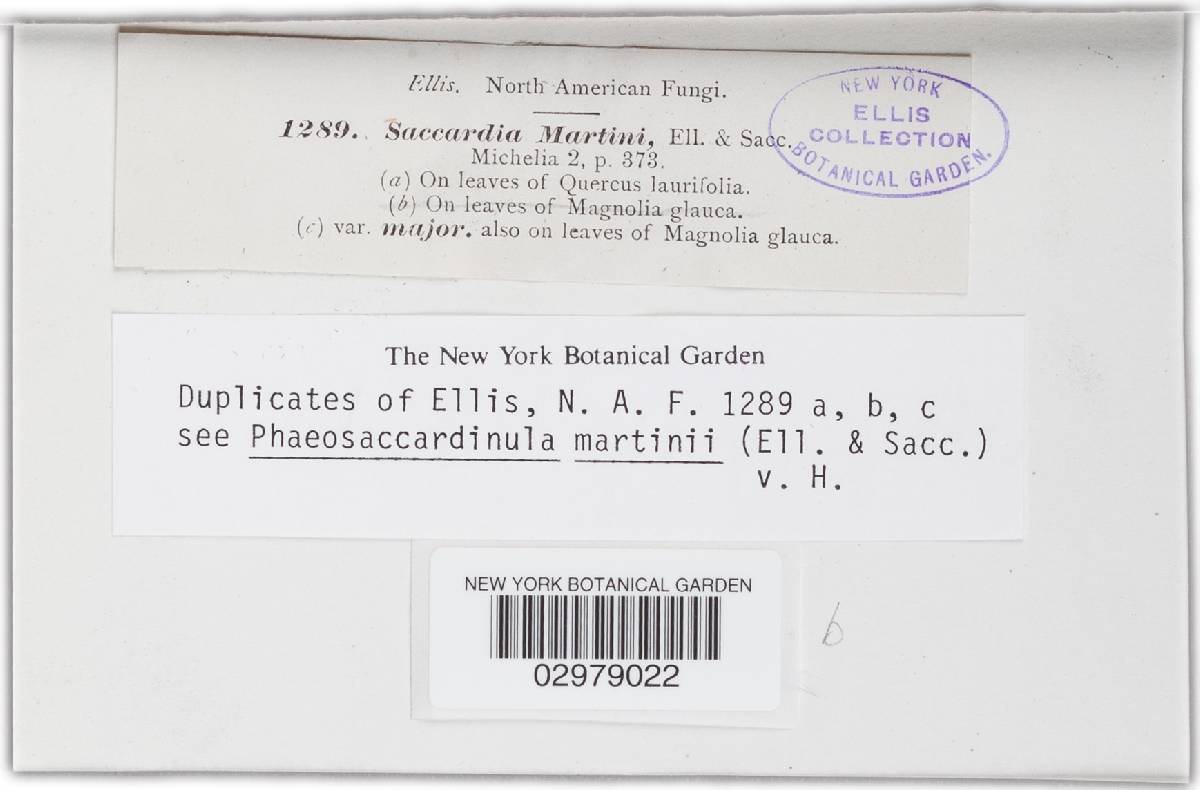 Ellis. North American Fungi.
1289. Saccardia Martini, Ell. & Sacc.
Michelia 2, p. 373.
(a) On leaves of Quercus laurifolia.
(b) On leaves of Magnolia glauca.
(c) var. major. also on leaves of Magnolia glauca.
NEW YORK
ELLIS
COLLECTION
BOTANICAL GARDEN.
The New York Botanical Garden
Duplicates of Ellis, N. A. F. 1289 a, b, c
see Phaeosaccardinula martinii (Ell. & Sacc.)
v. H.
NEW YORK BOTANICAL GARDEN
02979022
b